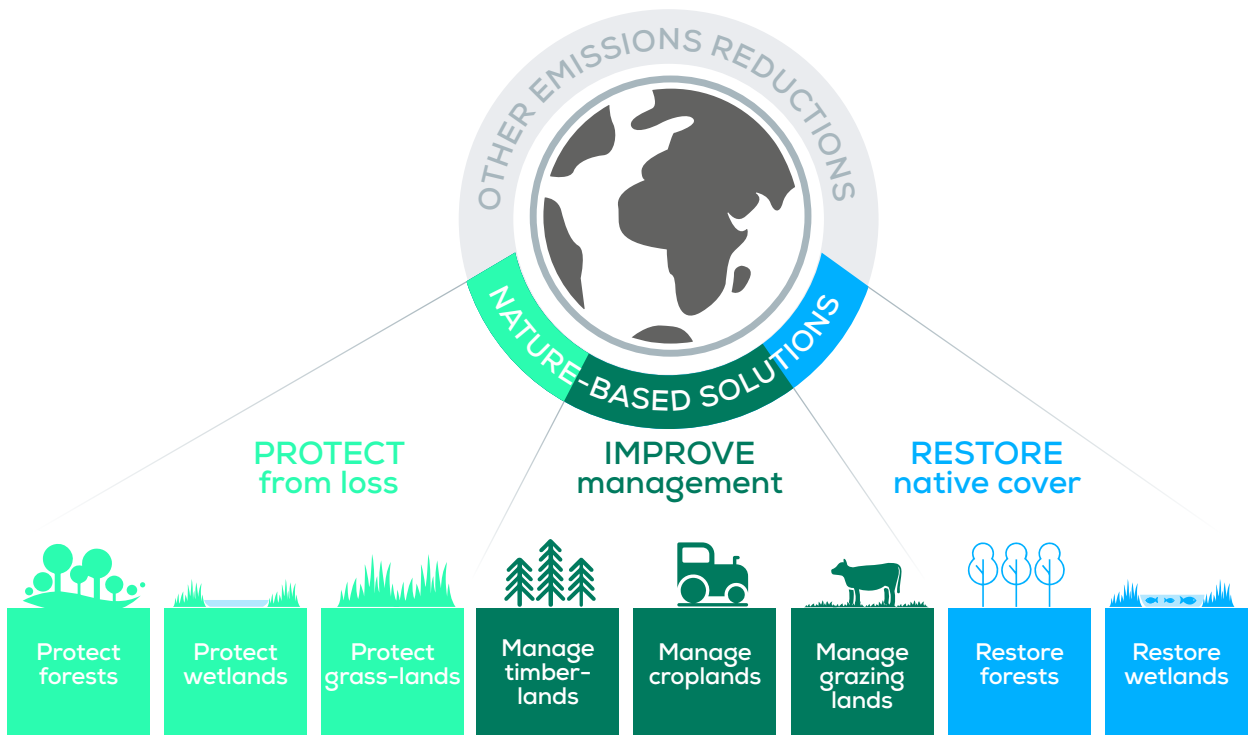 OTHER EMISSIONS REDUCTIONS
NATURE-BASED SOLUTIONS
PROTECT
from loss
IMPROVE
management
RESTORE
native cover
Protect
forests
Protect
wetlands
Protect
grass-lands
Manage
timber-
lands
Manage
croplands
Manage
grazing
lands
Restore
forests
Restore
wetlands